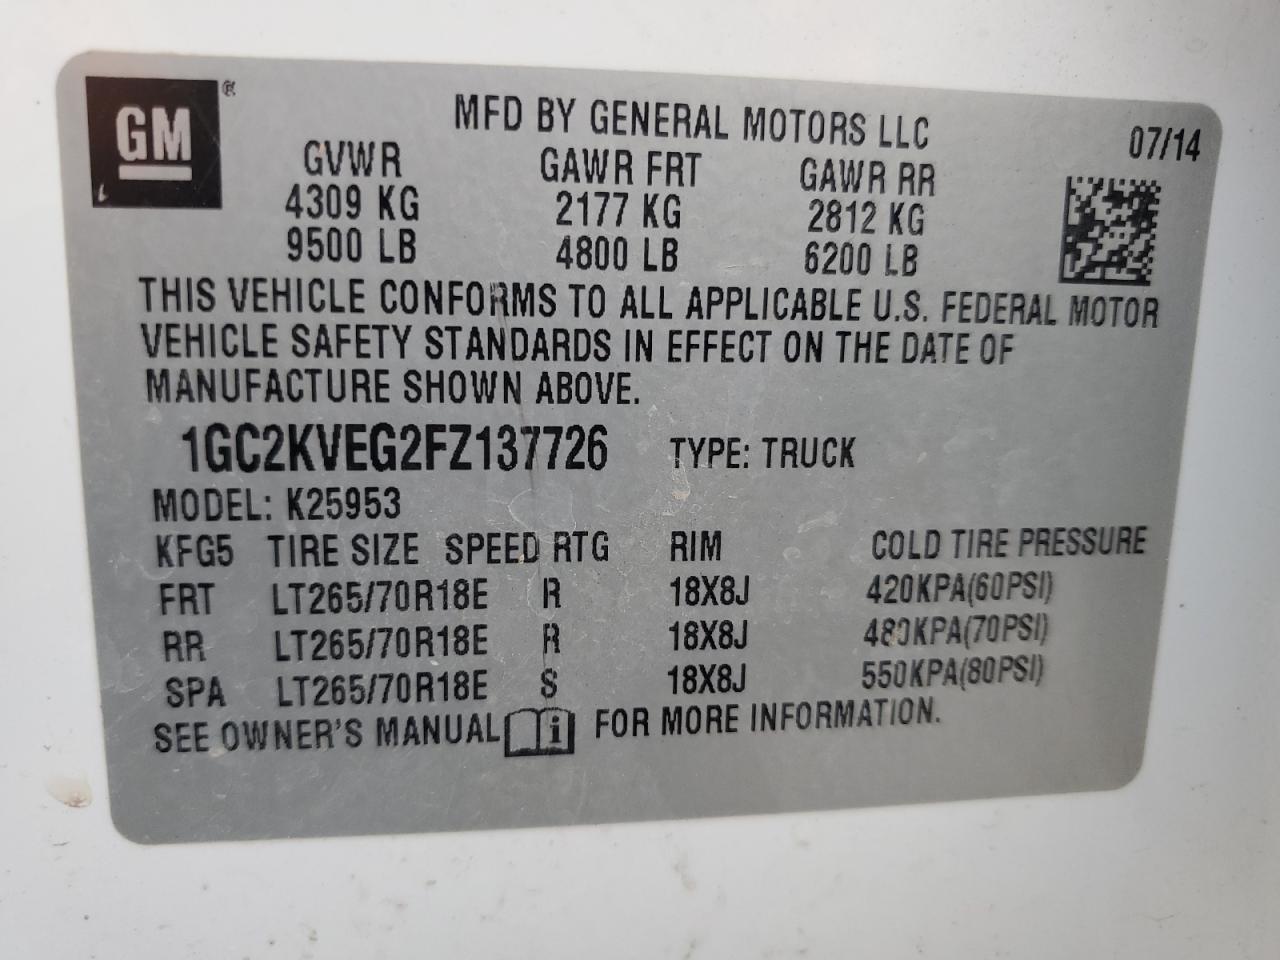 GM ®
MFD BY GENERAL MOTORS LLC 07/14
GVWR GAWR FRT GAWR RR
4309 KG 2177 KG 2812 KG
9500 LB 4800 LB 6200 LB
THIS VEHICLE CONFORMS TO ALL APPLICABLE U.S. FEDERAL MOTOR
VEHICLE SAFETY STANDARDS IN EFFECT ON THE DATE OF
MANUFACTURE SHOWN ABOVE.
1GC2KVEG2FZ137726 TYPE: TRUCK
MODEL: K25953
KFG5 TIRE SIZE SPEED RTG RIM COLD TIRE PRESSURE
FRT LT265/70R18E R 18X8J 420KPA(60PSI)
RR LT265/70R18E R 18X8J 480KPA(70PSI)
SPA LT265/70R18E S 18X8J 550KPA(80PSI)
SEE OWNER'S MANUAL i FOR MORE INFORMATION.